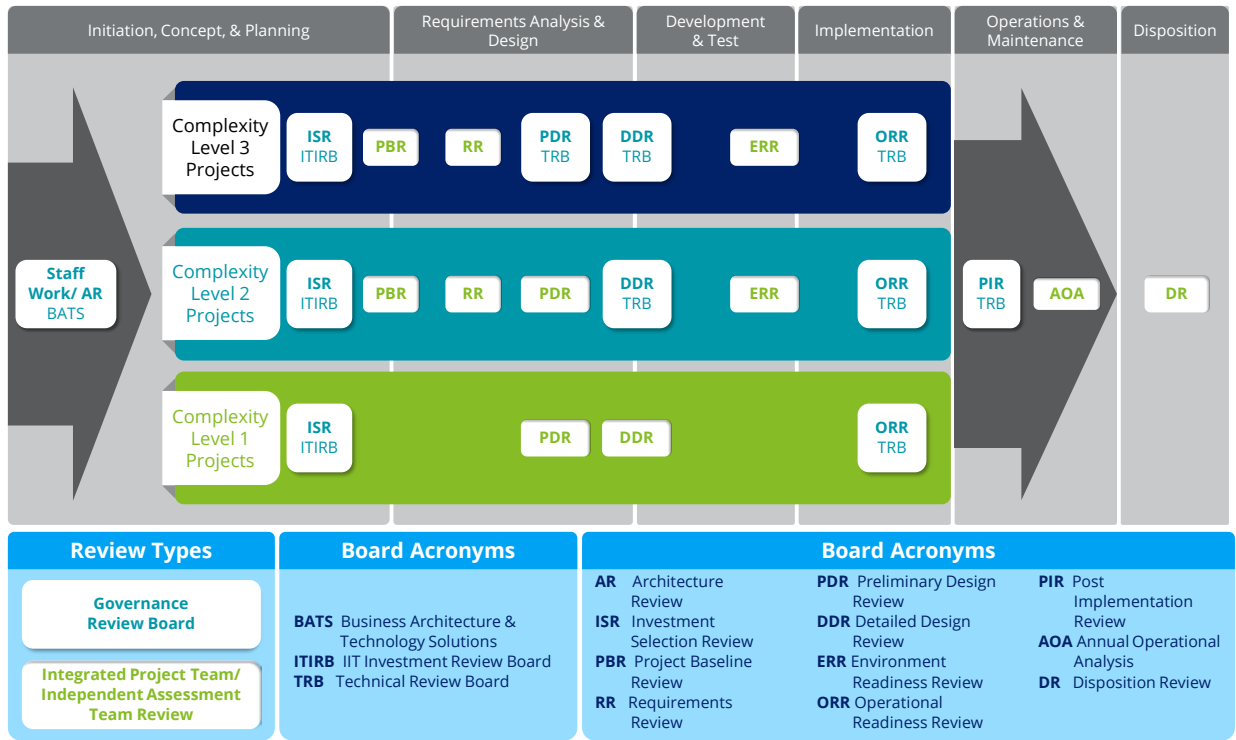 Initiation, Concept, & Planning
Requirements Analysis &
Design
Development
& Test
Implementation
Operations &
Maintenance
Disposition
Complexity
Level 3
Projects
ISR
ITIRB
PBR
RR
PDR
TRB
DDR
TRB
ERR
ORR
TRB
Staff
Work/ AR
BATS
Complexity
Level 2
Projects
ISR
ITIRB
PBR
RR
PDR
DDR
TRB
ERR
ORR
TRB
PIR
TRB
AOA
DR
Complexity
Level 1
Projects
ISR
ITIRB
PDR
DDR
ORR
TRB
Review Types
Governance
Review Board
Integrated Project Team/
Independent Assessment
Team Review
Board Acronyms
BATS Business Architecture &
Technology Solutions
ITIRB IIT Investment Review Board
TRB Technical Review Board
Board Acronyms
AR Architecture
Review
ISR Investment
Selection Review
PBR Project Baseline
Review
RR Requirements
Review
PDR Preliminary Design
Review
DDR Detailed Design
Review
ERR Environment
Readiness Review
ORR Operational
Readiness Review
PIR Post
Implementation
Review
AOA Annual Operational
Analysis
DR Disposition Review